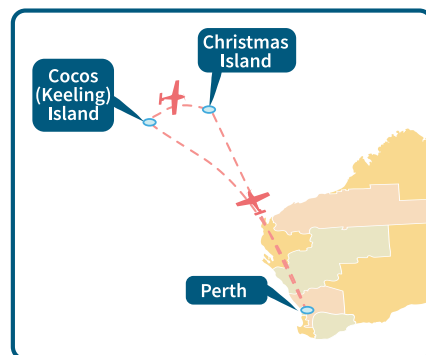 Christmas
Island
Cocos
(Keeling)
Island
Perth